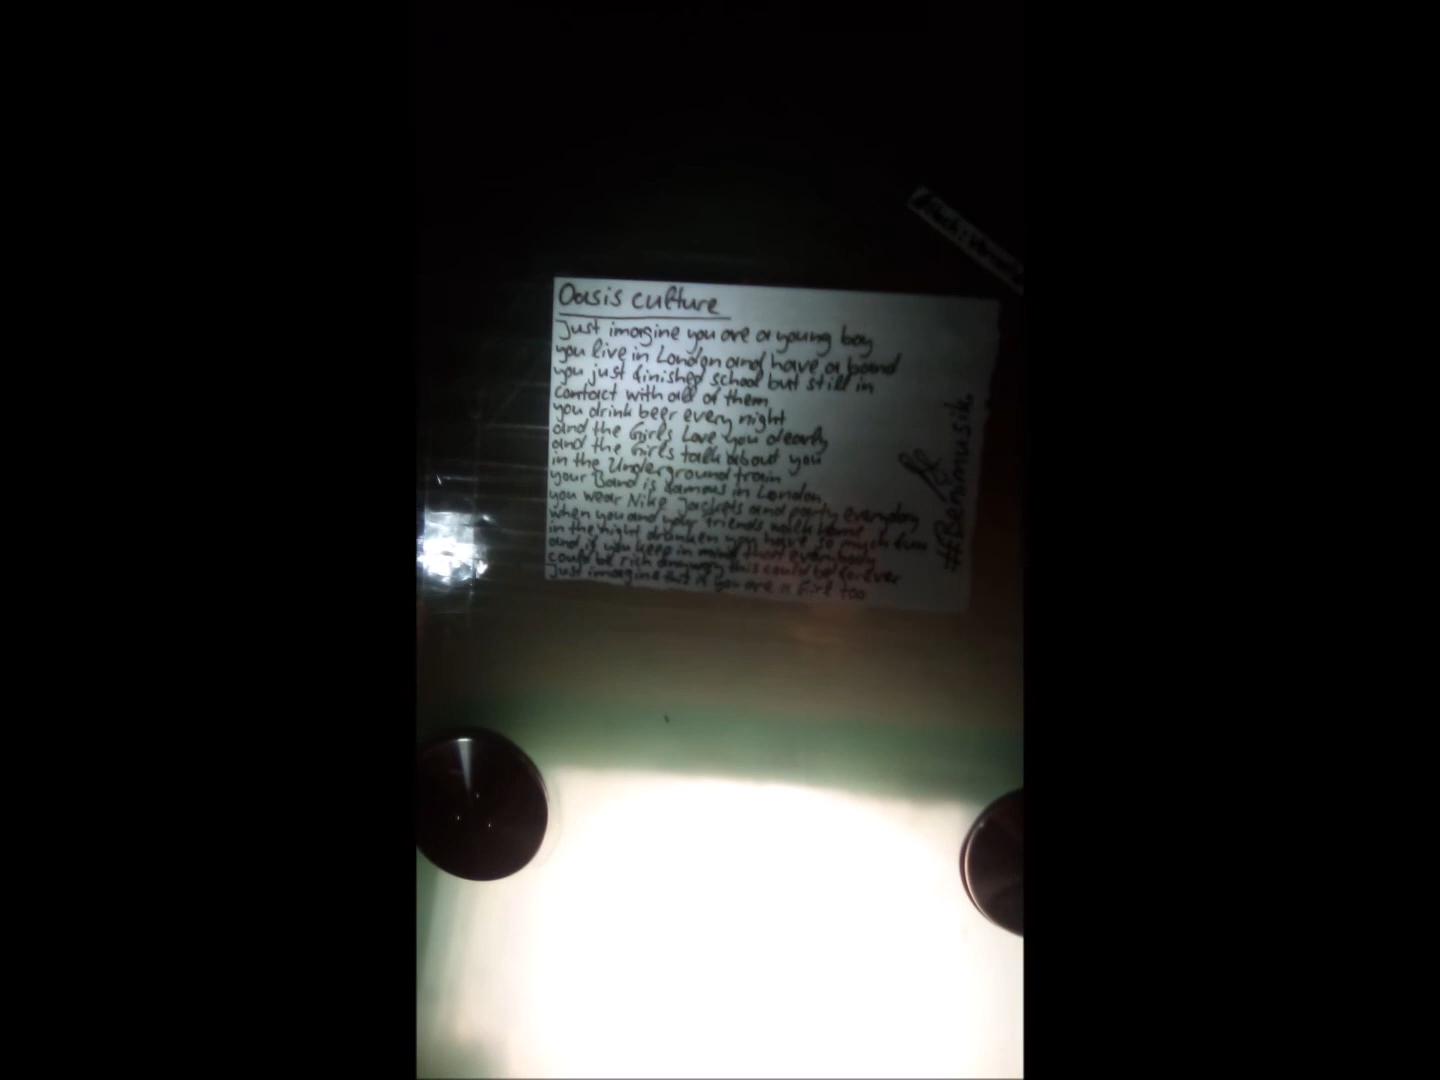 Oasis culture
Just imagine you are a young boy
you live in London and have a band
you just finished school but still in
contact with all of them
you drink beer every night
and the Girls Love you dearly
and the Girls talk about you
in the Underground train
your Band is famous in London
you wear Nike Jackets and party everyday
when you and your friends walk home
in the night drunken you have so much fun
and if you keep in mind that everybody
could be rich anyway this could be forever
Just imagine this if you are a Girl too
#Benimusik